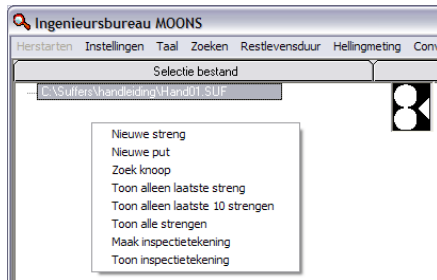 Ingenieursbureau MOONS
Herstarten Instellingen Taal Zoeken Restlevensduur Hellingmeting Conv
Selectie bestand
C:\Suffers\handleiding\Hand01.SUF
Nieuwe streng
Nieuwe put
Zoek knoop
Toon alleen laatste streng
Toon alleen laatste 10 strengen
Toon alle strengen
Maak inspectietekening
Toon inspectietekening